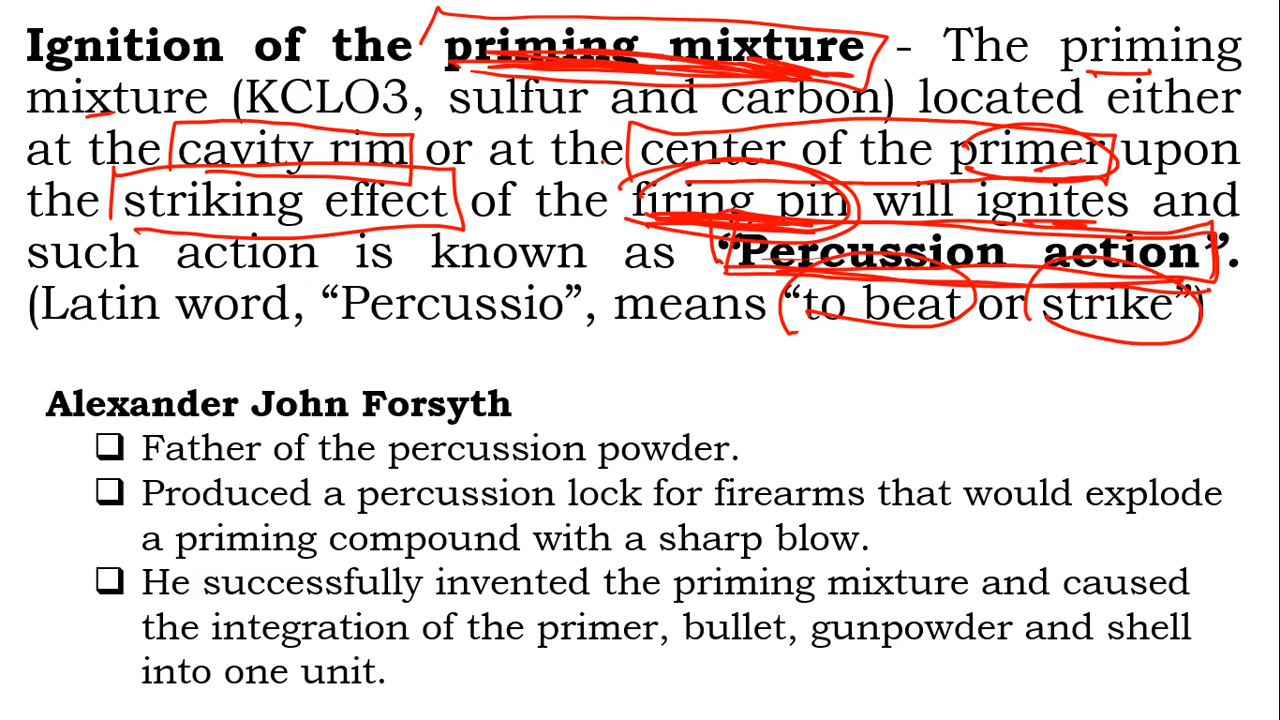 Ignition of the priming mixture - The priming
mixture (KCLO3, sulfur and carbon) located either
at the cavity rim or at the center of the primer upon
the striking effect of the firing pin will ignites and
such action is known as “Percussion action”.
(Latin word, “Percussio”, means “to beat or strike”)
Alexander John Forsyth
❑ Father of the percussion powder.
❑ Produced a percussion lock for firearms that would explode
a priming compound with a sharp blow.
❑ He successfully invented the priming mixture and caused
the integration of the primer, bullet, gunpowder and shell
into one unit.